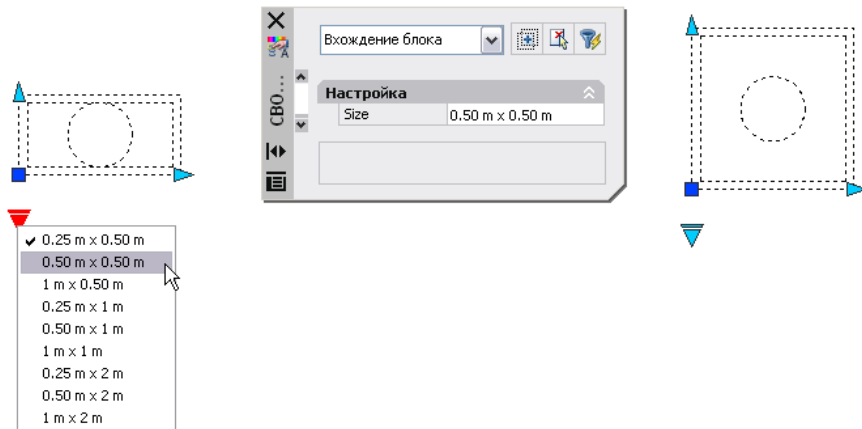 Вхождение блока
СВО...
Настройка
Size 0.50 m x 0.50 m
0.25 m x 0.50 m
0.50 m x 0.50 m
1 m x 0.50 m
0.25 m x 1 m
0.50 m x 1 m
1 m x 1 m
0.25 m x 2 m
0.50 m x 2 m
1 m x 2 m